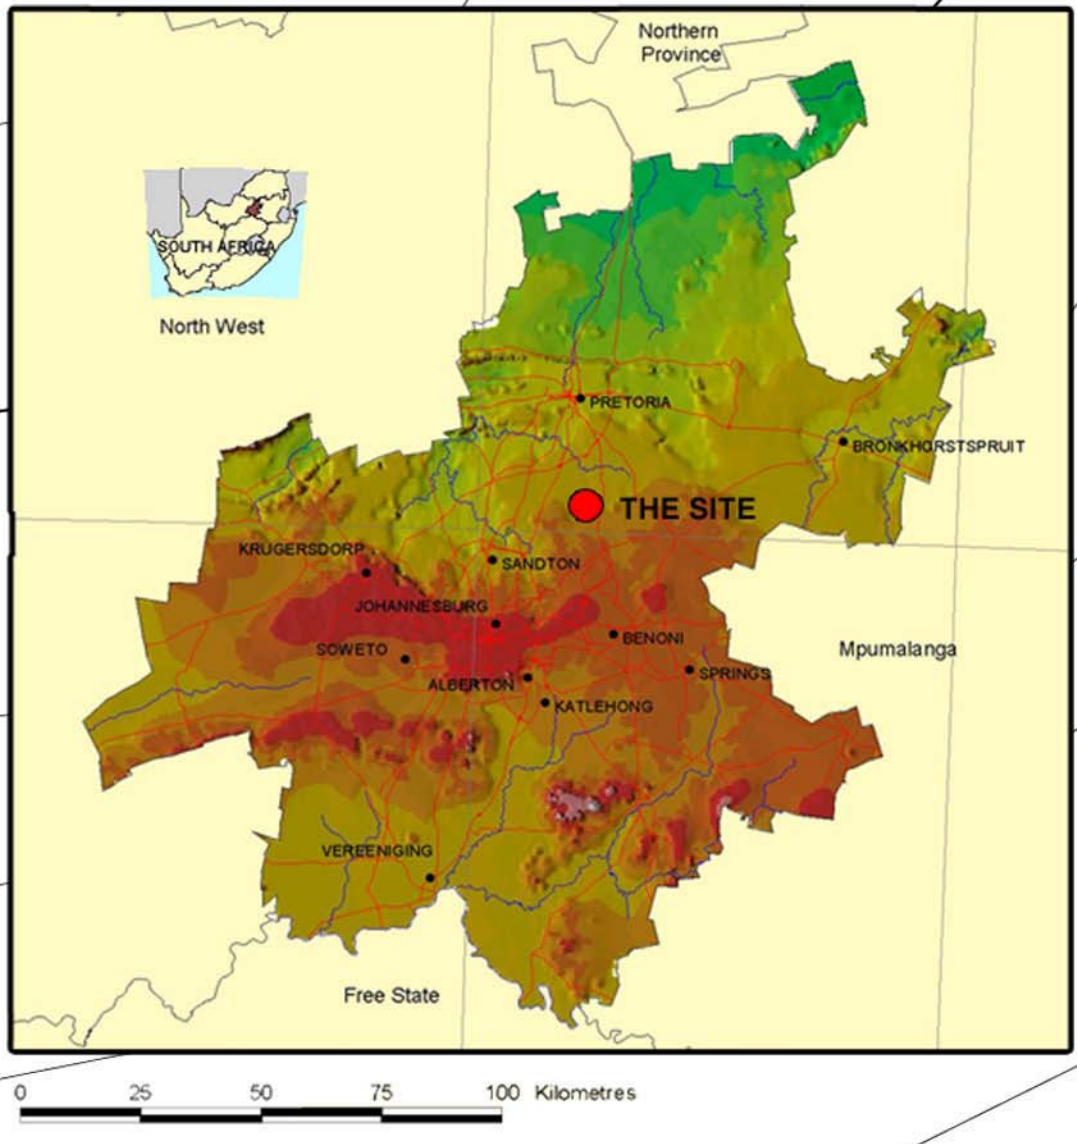 Northern
Province
SOUTH AFRICA
North West
PRETORIA
BRONKHORSTSPRUIT
THE SITE
KRUGERSDORP
SANDTON
JOHANNESBURG
BENONI
SOWETO
Mpumalanga
SPRINGS
ALBERTON
KATLEHONG
VEREENIGING
Free State
0 25 50 75 100 Kilometres